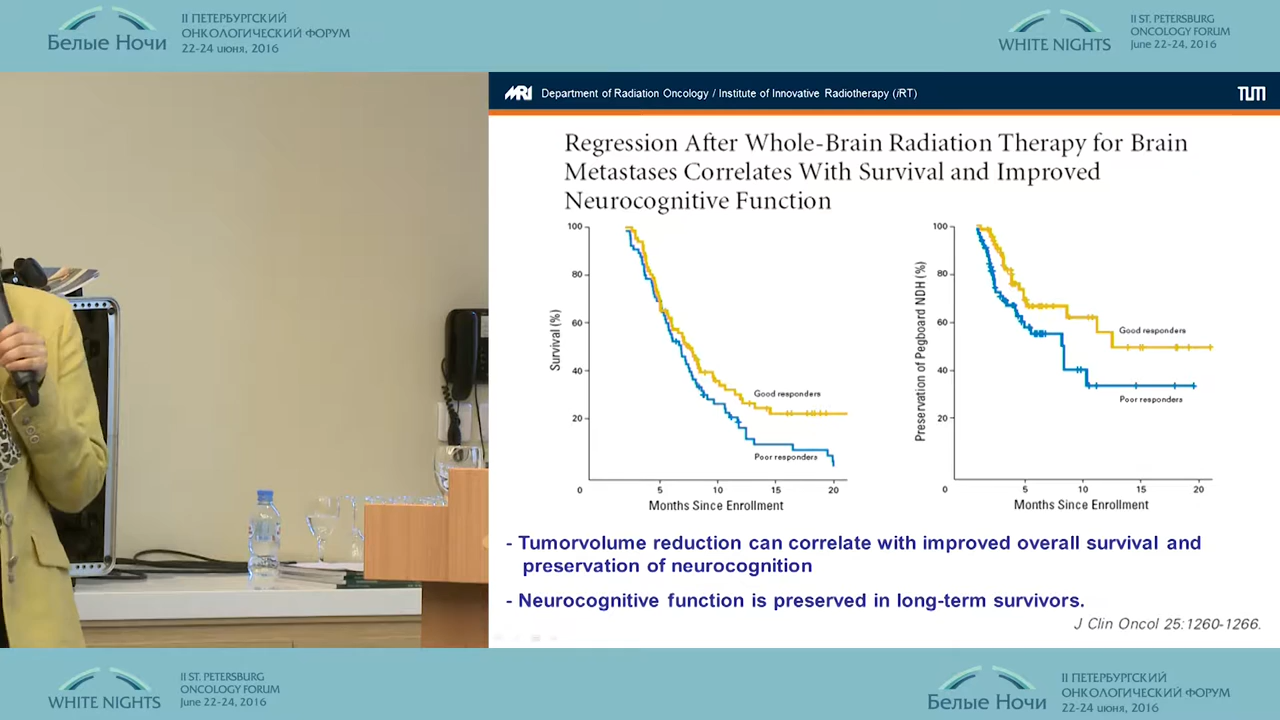 Белые Ночи
II ПЕТЕРБУРГСКИЙ
ОНКОЛОГИЧЕСКИЙ ФОРУМ
22-24 июня, 2016
WHITE NIGHTS
II ST. PETERSBURG
ONCOLOGY FORUM
June 22-24, 2016
MRI
Department of Radiation Oncology / Institute of Innovative Radiotherapy (iRT)
TUM
Regression After Whole-Brain Radiation Therapy for Brain
Metastases Correlates With Survival and Improved
Neurocognitive Function
Survival (%)
100
80
60
40
20
0
5
10
15
20
Months Since Enrollment
Good responders
Poor responders
Preservation of Pegboard NDH (%)
100
80
60
40
20
0
5
10
15
20
Months Since Enrollment
Good responders
Poor responders
- Tumorvolume reduction can correlate with improved overall survival and
preservation of neurocognition
- Neurocognitive function is preserved in long-term survivors.
J Clin Oncol 25:1260-1266.
WHITE NIGHTS
II ST. PETERSBURG
ONCOLOGY FORUM
June 22-24, 2016
Белые Ночи
II ПЕТЕРБУРГСКИЙ
ОНКОЛОГИЧЕСКИЙ ФОРУМ
22-24 июня, 2016